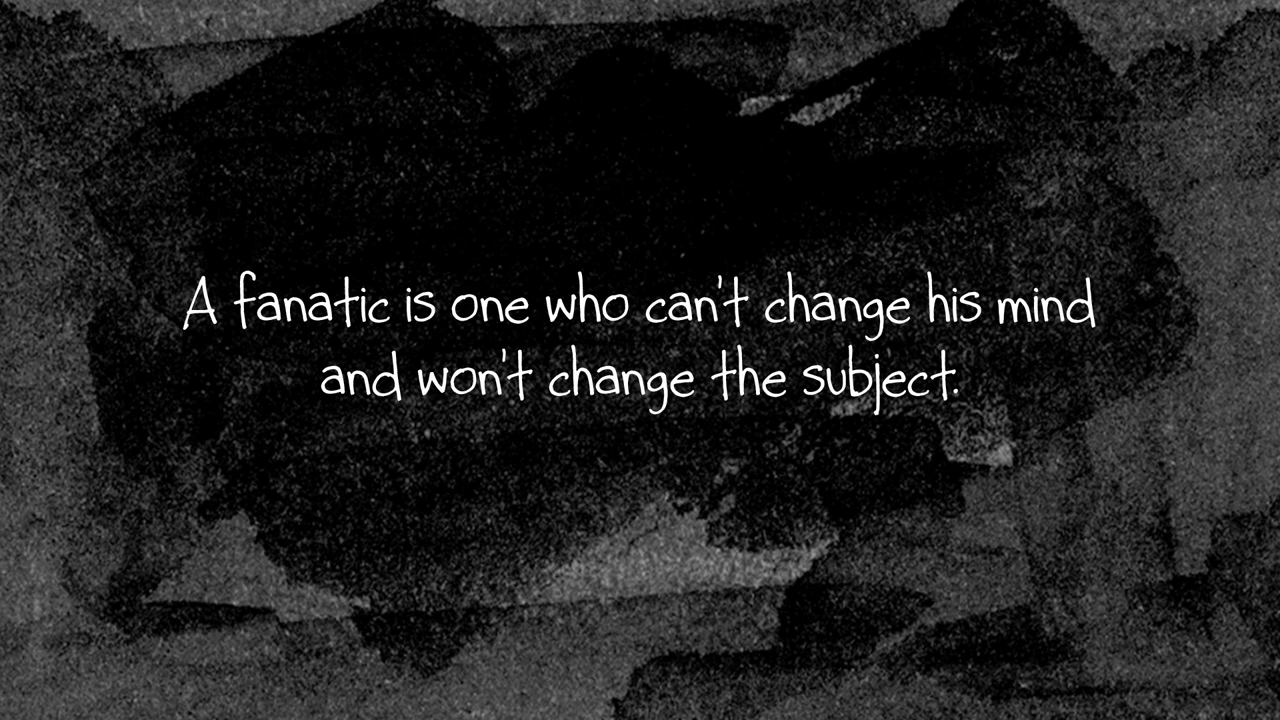 A fanatic is one who can't change his mind
and won't change the subject.